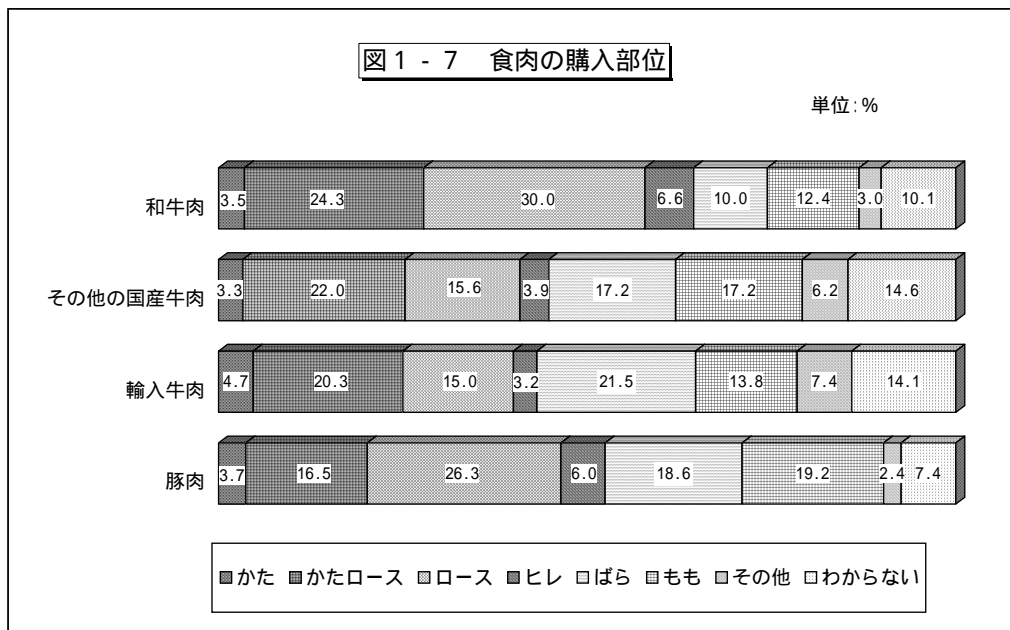 図1-7 食肉の購入部位
単位:%
和牛肉 3.5 24.3 30.0 6.6 10.0 12.4 3.0 10.1
その他の国産牛肉 3.3 22.0 15.6 3.9 17.2 17.2 6.2 14.6
輸入牛肉 4.7 20.3 15.0 3.2 21.5 13.8 7.4 14.1
豚肉 3.7 16.5 26.3 6.0 18.6 19.2 2.4 7.4
かた かたロース ロース ヒレ ばら もも その他 わからない